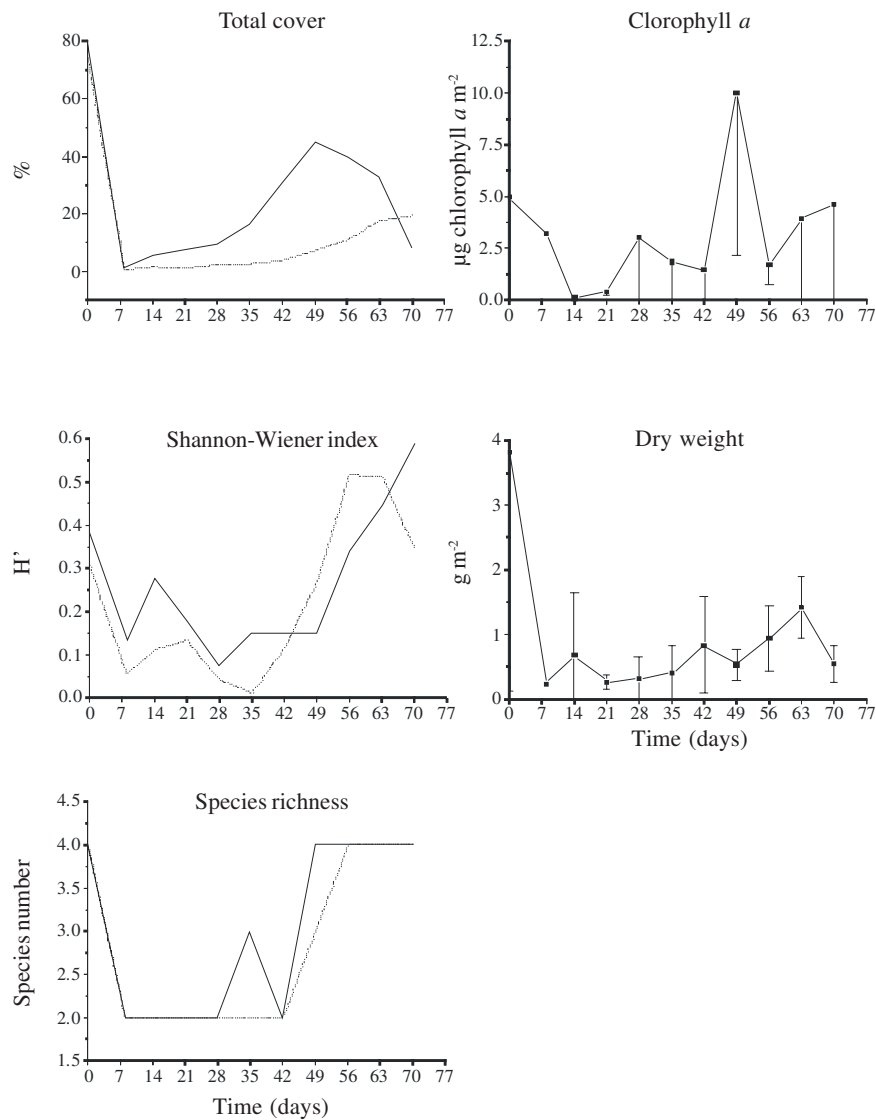 Total cover
80
60
40
20
0
%
0 7 14 21 28 35 42 49 56 63 70 77
Clorophyll a
12.5
10.0
7.5
5.0
2.5
0.0
µg chlorophyll a m-2
0 7 14 21 28 35 42 49 56 63 70 77
Shannon-Wiener index
0.6
0.5
0.4
0.3
0.2
0.1
0.0
H'
0 7 14 21 28 35 42 49 56 63 70 77
Dry weight
4
3
2
1
0
g m-2
0 7 14 21 28 35 42 49 56 63 70 77
Time (days)
Species richness
4.5
4.0
3.5
3.0
2.5
2.0
1.5
Species number
0 7 14 21 28 35 42 49 56 63 70 77
Time (days)